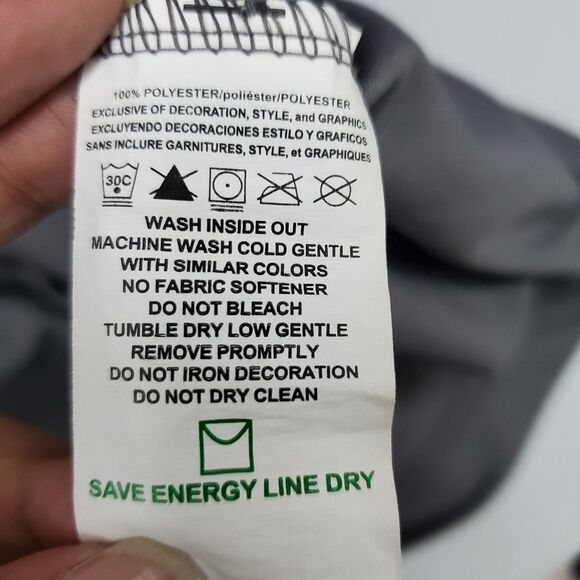 100% POLYESTER/poliéster/POLYESTER
EXCLUSIVE OF DECORATION, STYLE, and GRAPHICS
EXCLUYENDO DECORACIONES ESTILO Y GRAFICOS
SANS INCLURE GARNITURES, STYLE, et GRAPHIQUES
30C
WASH INSIDE OUT
MACHINE WASH COLD GENTLE
WITH SIMILAR COLORS
NO FABRIC SOFTENER
DO NOT BLEACH
TUMBLE DRY LOW GENTLE
REMOVE PROMPTLY
DO NOT IRON DECORATION
DO NOT DRY CLEAN
SAVE ENERGY LINE DRY